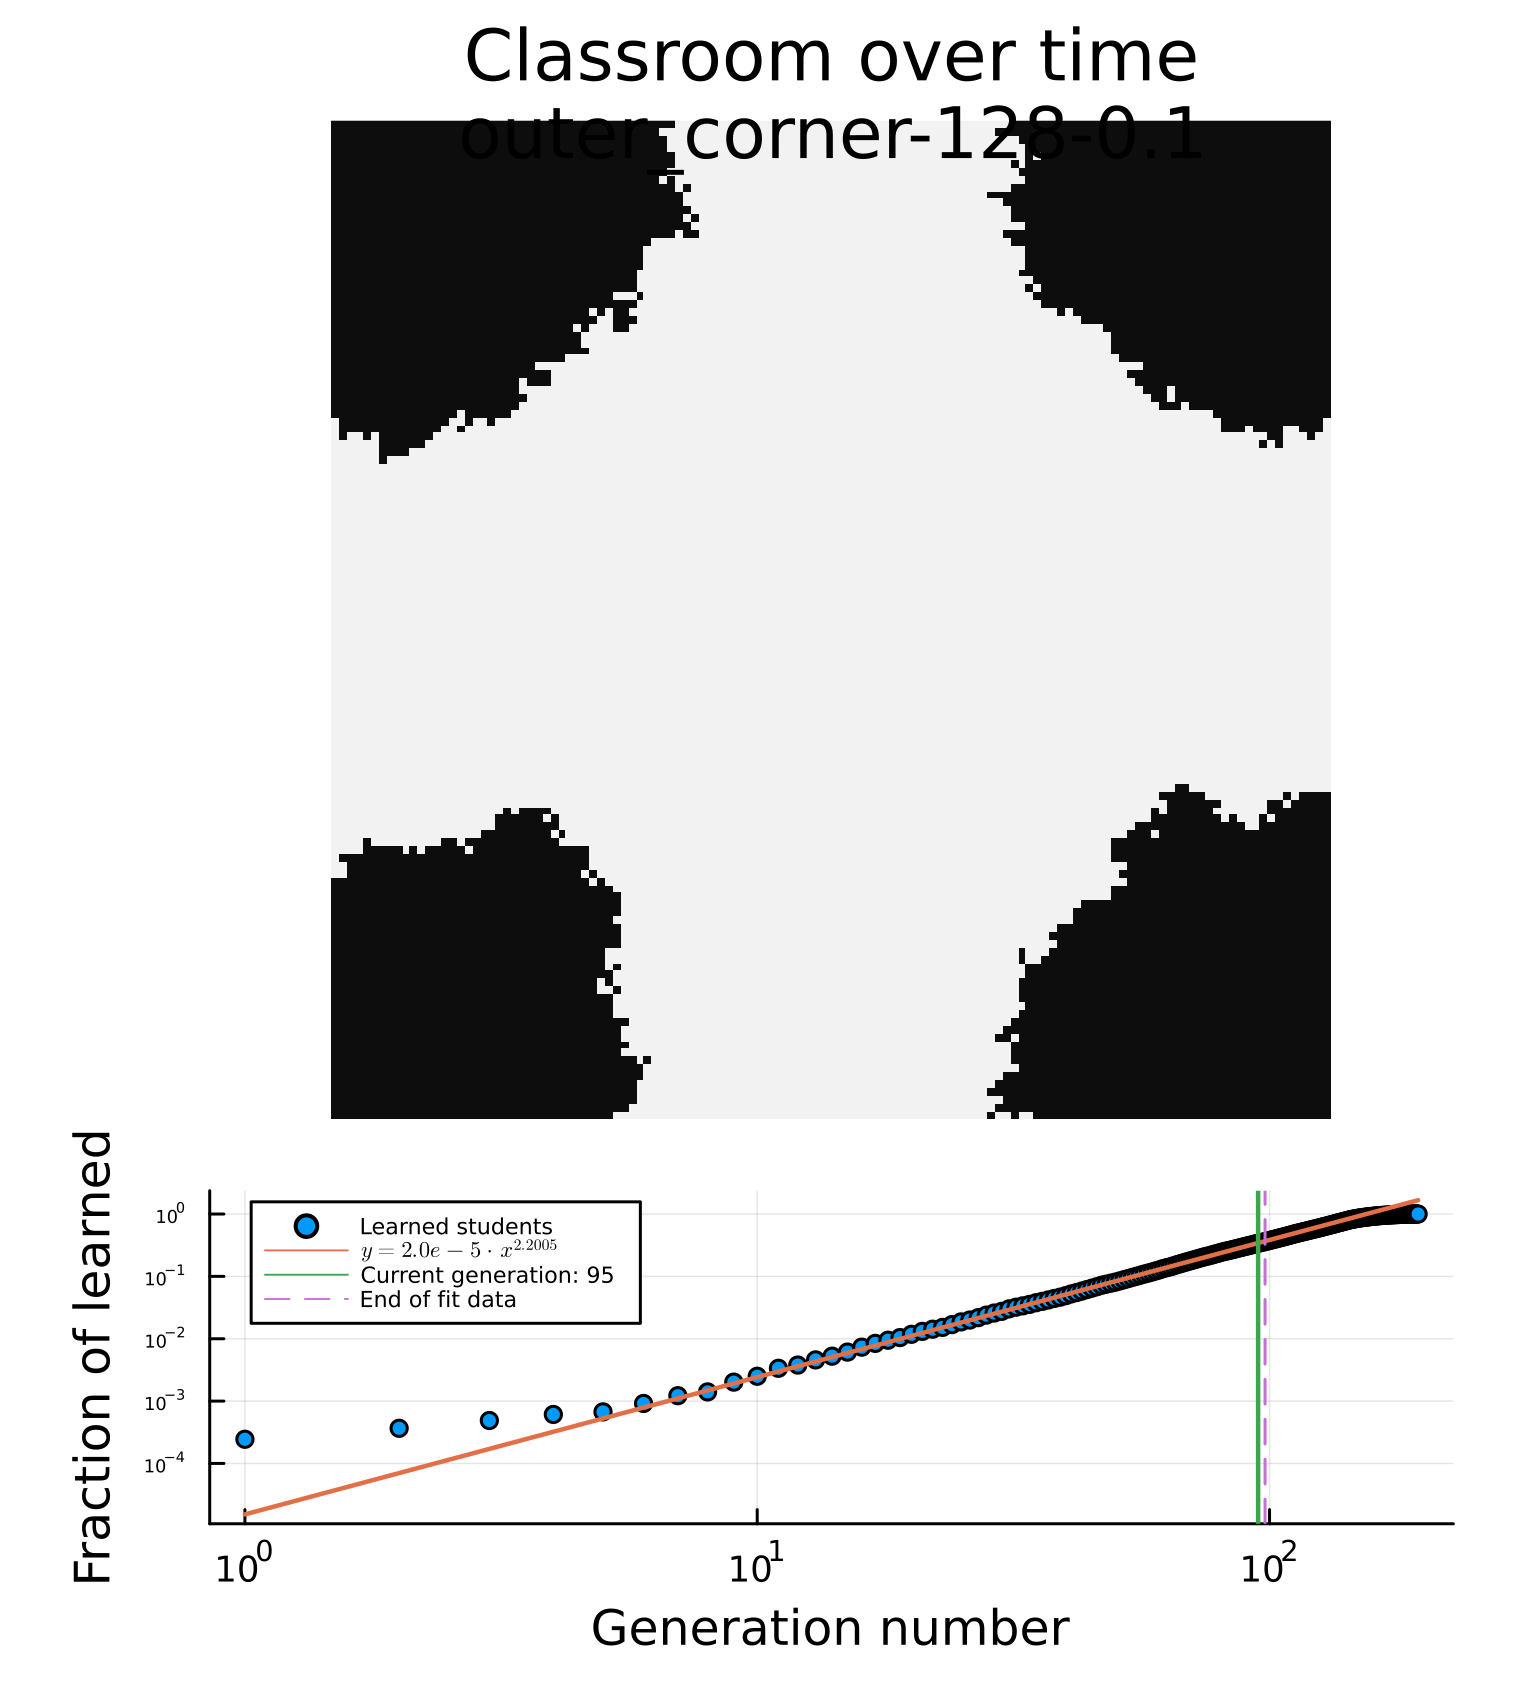 Classroom over time
outer_corner-128-0.1
Fraction of learned
10^0
10^-1
10^-2
10^-3
10^-4
Learned students
y = 2.0e − 5 · x^2.2005
Current generation: 95
End of fit data
10^0
10^1
10^2
Generation number